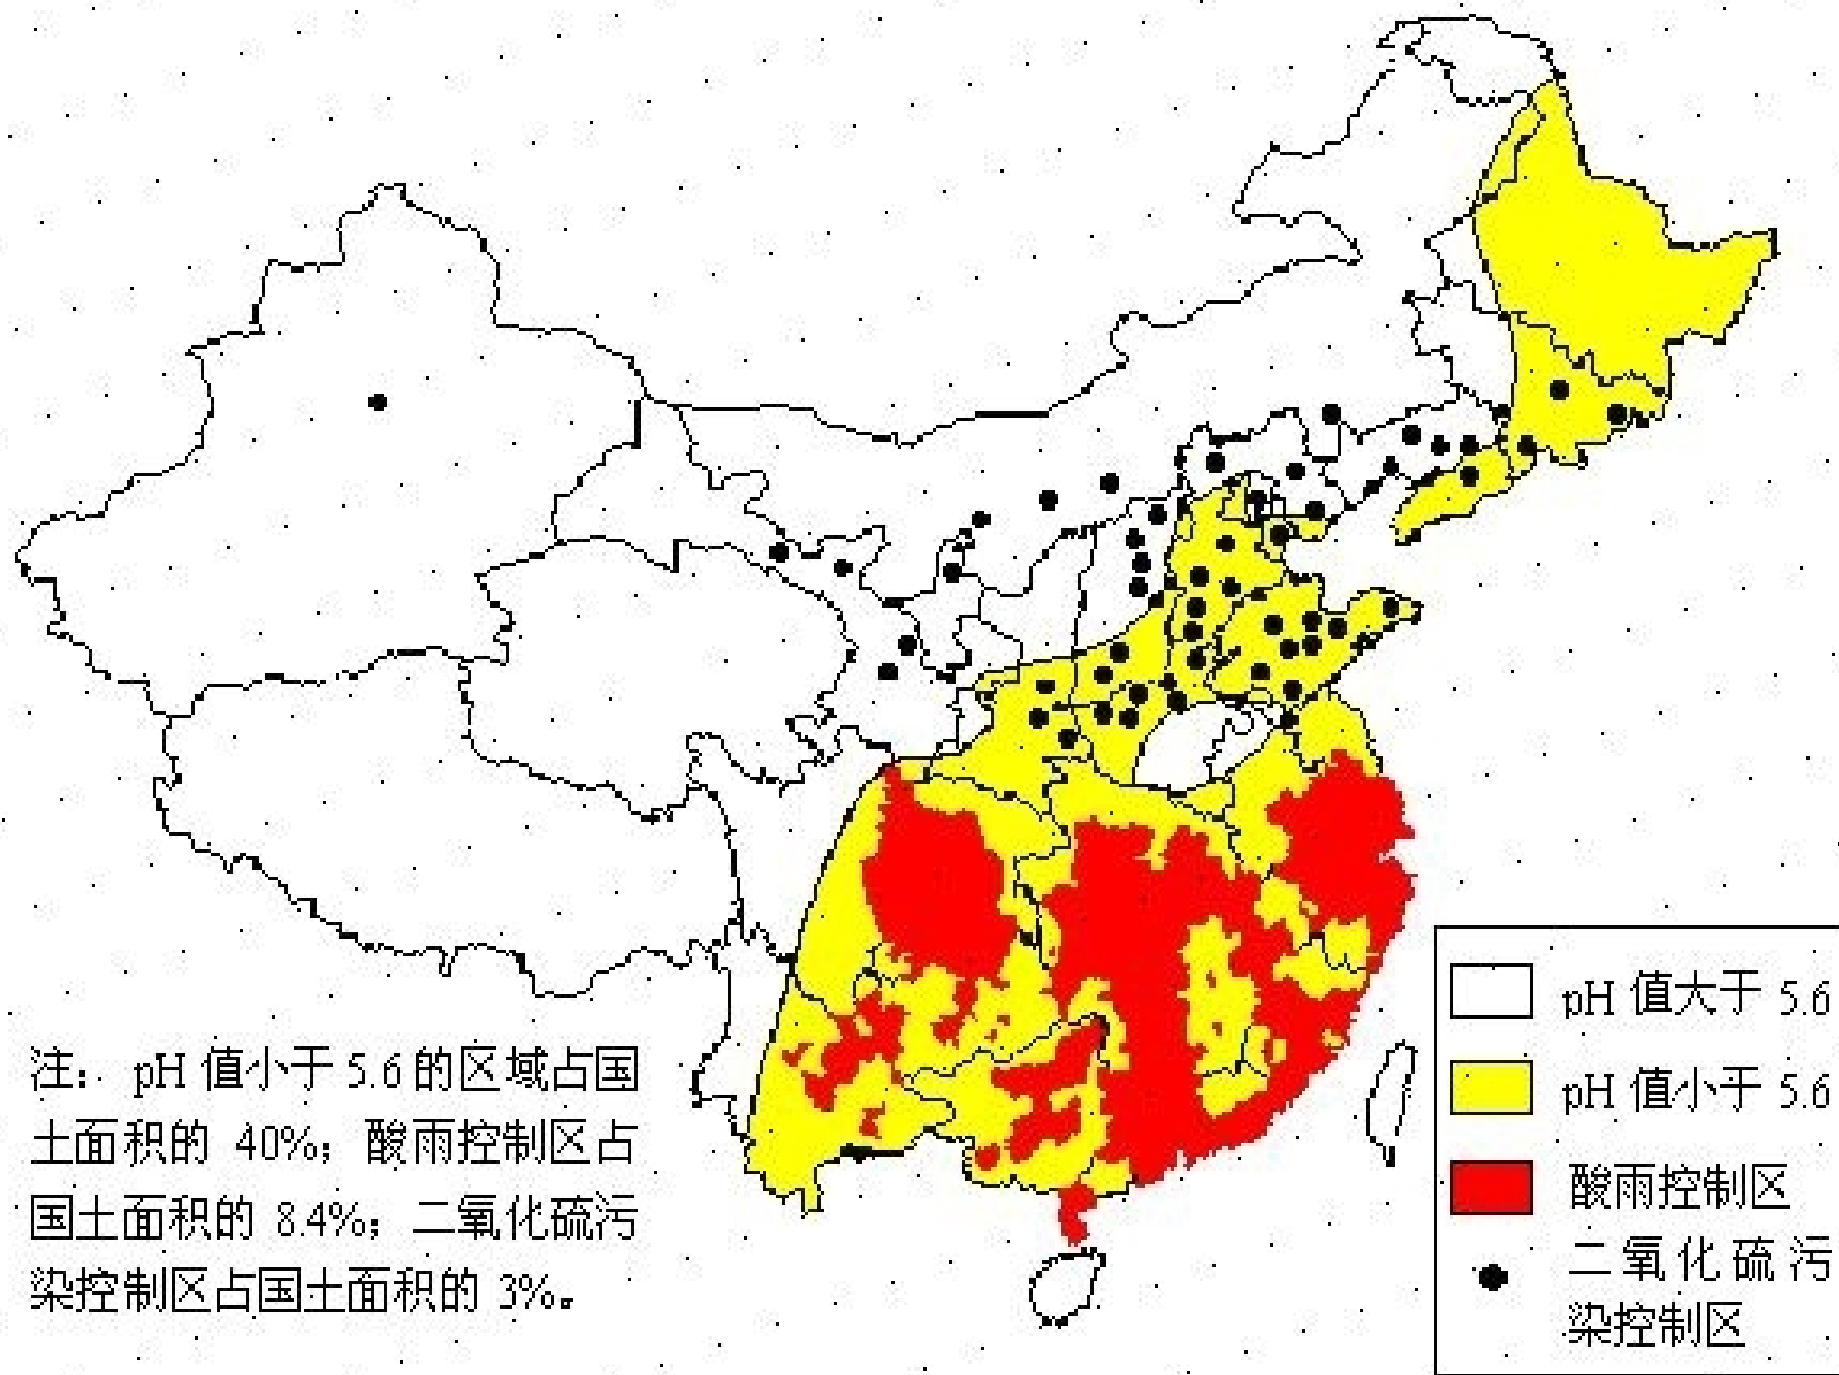 注：pH 值小于 5.6 的区域占国
土面积的 40%；酸雨控制区占
国土面积的 8.4%；二氧化硫污
染控制区占国土面积的 3%。
pH 值大于 5.6
pH 值小于 5.6
酸雨控制区
二氧化硫污
染控制区